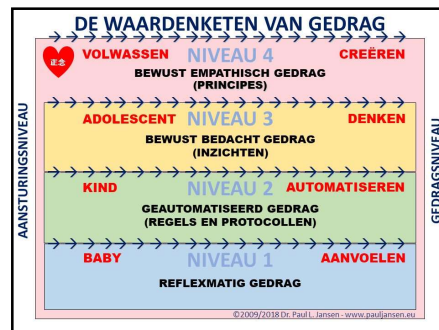 DE WAARDENKETEN VAN GEDRAG
正念
VOLWASSEN NIVEAU 4 CREËREN
BEWUST EMPATHISCH GEDRAG
(PRINCIPES)
ADOLESCENT NIVEAU 3 DENKEN
BEWUST BEDACHT GEDRAG
(INZICHTEN)
KIND NIVEAU 2 AUTOMATISEREN
GEAUTOMATISEERD GEDRAG
(REGELS EN PROTOCOLLEN)
BABY NIVEAU 1 AANVOELEN
REFLEXMATIG GEDRAG
AANSTURINGSNIVEAU
GEDRAGSNIVEAU
©2009/2018 Dr. Paul L. Jansen - www.pauljansen.eu